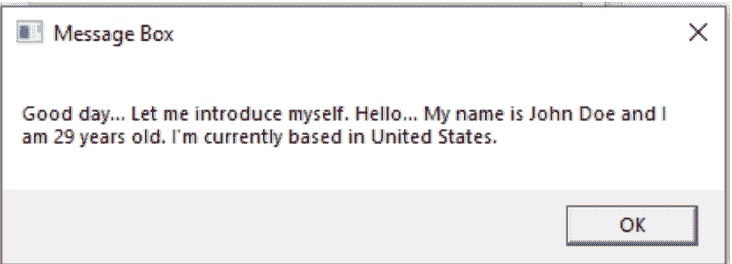 Message Box
Good day... Let me introduce myself. Hello... My name is John Doe and I
am 29 years old. I'm currently based in United States.
OK